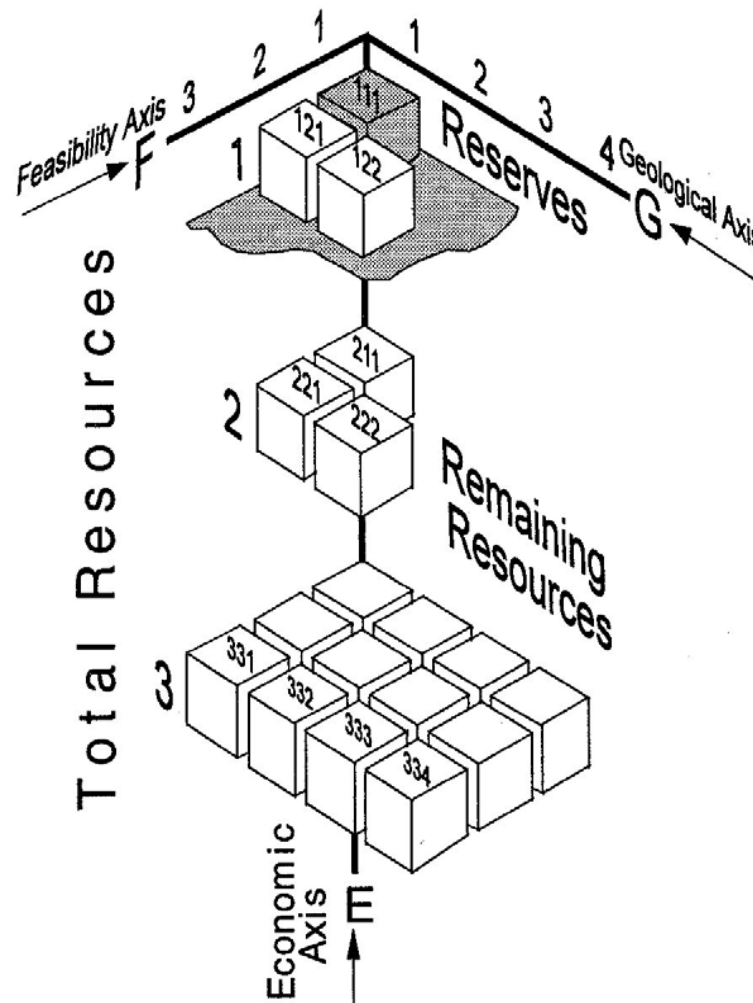 1
1
2
2
3
3
4
Feasibility Axis
F
Geological Axis
G
111
121
122
1
Reserves
Total Resources
211
221
222
2
Remaining
Resources
331
332
333
334
3
Economic
Axis
E